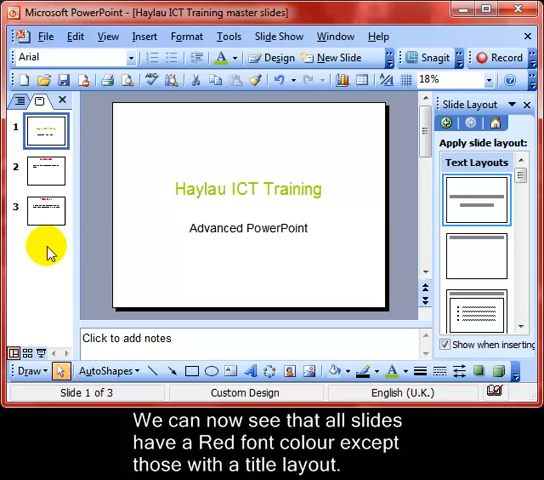 Microsoft PowerPoint - [Haylau ICT Training master slides]
File Edit View Insert Format Tools Slide Show Window
Arial Design New Slide Snagit Record
18%
Slide Layout
Apply slide layout:
Text Layouts
1
2
3
Haylau ICT Training
Advanced PowerPoint
Click to add notes
Show when inserting
Draw AutoShapes
Slide 1 of 3 Custom Design English (U.K.)
We can now see that all slides
have a Red font colour except
those with a title layout.